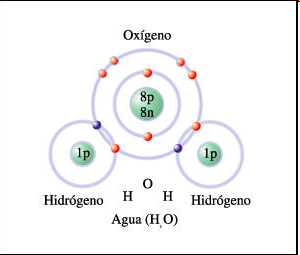 Oxígeno
8p
8n
1p
1p
Hidrógeno
Hidrógeno
O
H H
Agua (H₂O)